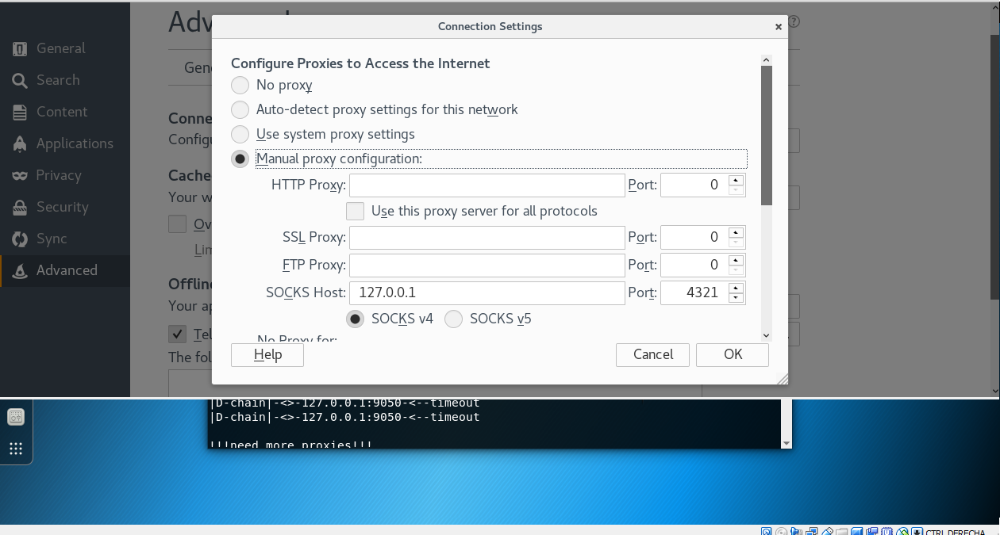 Adv
Connection Settings
×
?
General
Search
Content
Applications
Privacy
Security
Sync
Advanced
Gen
Conne
Configu
Cache
Your w
Ov
Lim
Offline
Your ap
Tel
The fol
Configure Proxies to Access the Internet
No proxy
Auto-detect proxy settings for this network
Use system proxy settings
Manual proxy configuration:
HTTP Proxy: Port: 0
Use this proxy server for all protocols
SSL Proxy: Port: 0
FTP Proxy: Port: 0
SOCKS Host: 127.0.0.1 Port: 4321
SOCKS v4 SOCKS v5
No Proxy for:
Help Cancel OK
|D-chain|-<>-127.0.0.1:9050-<--timeout
|D-chain|-<>-127.0.0.1:9050-<--timeout
!!!need more proxies!!!
CTRL DERECHA